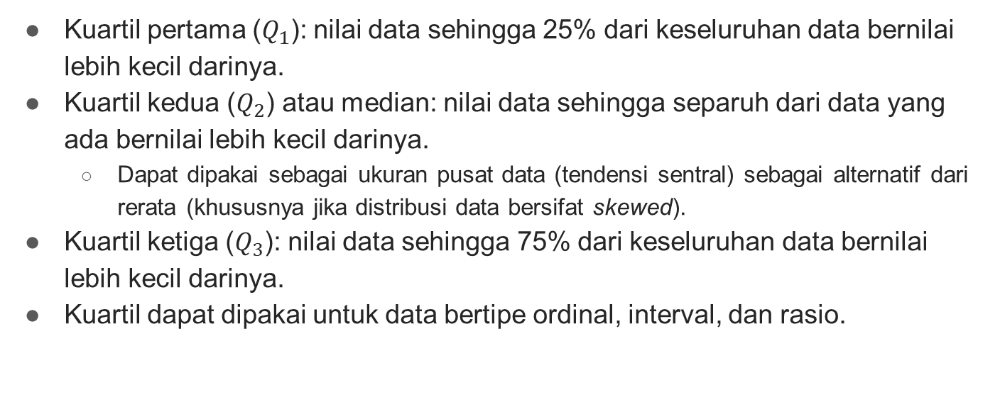 ● Kuartil pertama (Q₁): nilai data sehingga 25% dari keseluruhan data bernilai
lebih kecil darinya.
● Kuartil kedua (Q₂) atau median: nilai data sehingga separuh dari data yang
ada bernilai lebih kecil darinya.
○ Dapat dipakai sebagai ukuran pusat data (tendensi sentral) sebagai alternatif dari
rerata (khususnya jika distribusi data bersifat skewed).
● Kuartil ketiga (Q₃): nilai data sehingga 75% dari keseluruhan data bernilai
lebih kecil darinya.
● Kuartil dapat dipakai untuk data bertipe ordinal, interval, dan rasio.